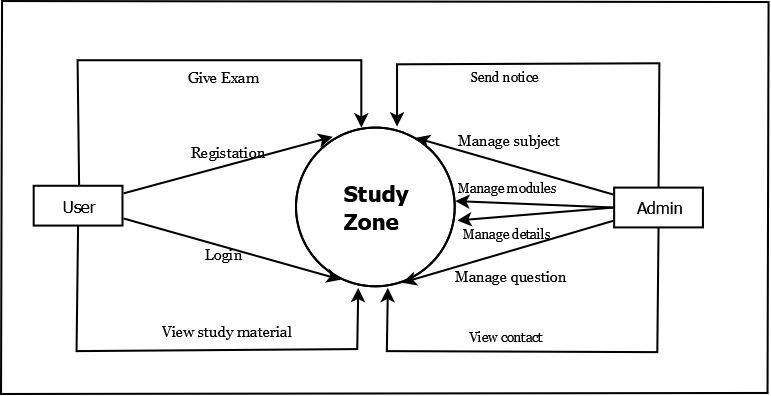 Give Exam
Send notice
Registation
Manage subject
Study
Zone
Manage modules
User
Admin
Manage details
Login
Manage question
View study material
View contact